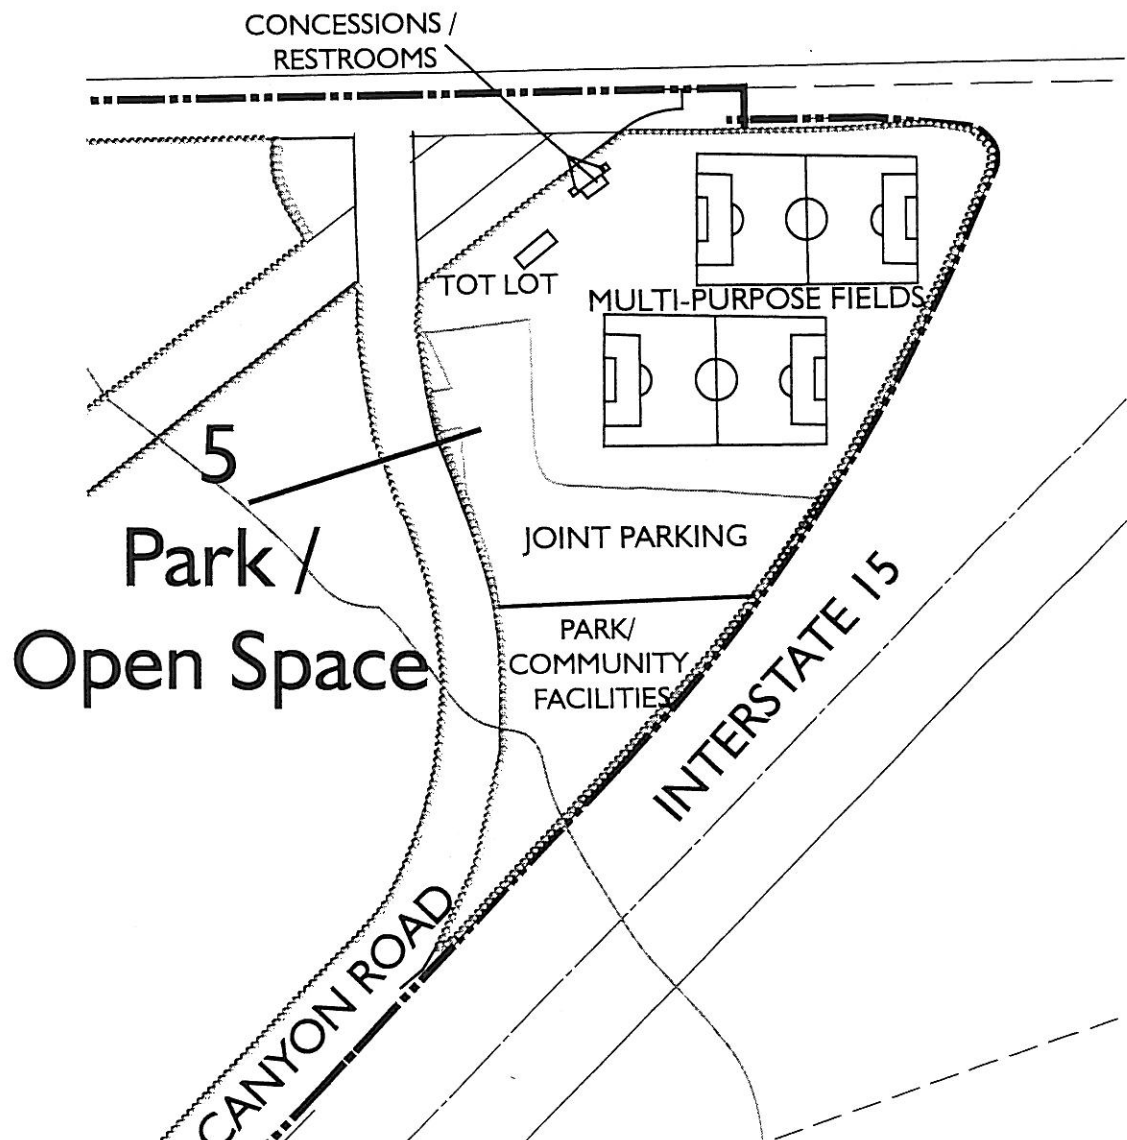 CONCESSIONS /
RESTROOMS
TOT LOT
MULTI-PURPOSE FIELDS
5
Park /
Open Space
JOINT PARKING
PARK/
COMMUNITY
FACILITIES
INTERSTATE 15
CANYON ROAD